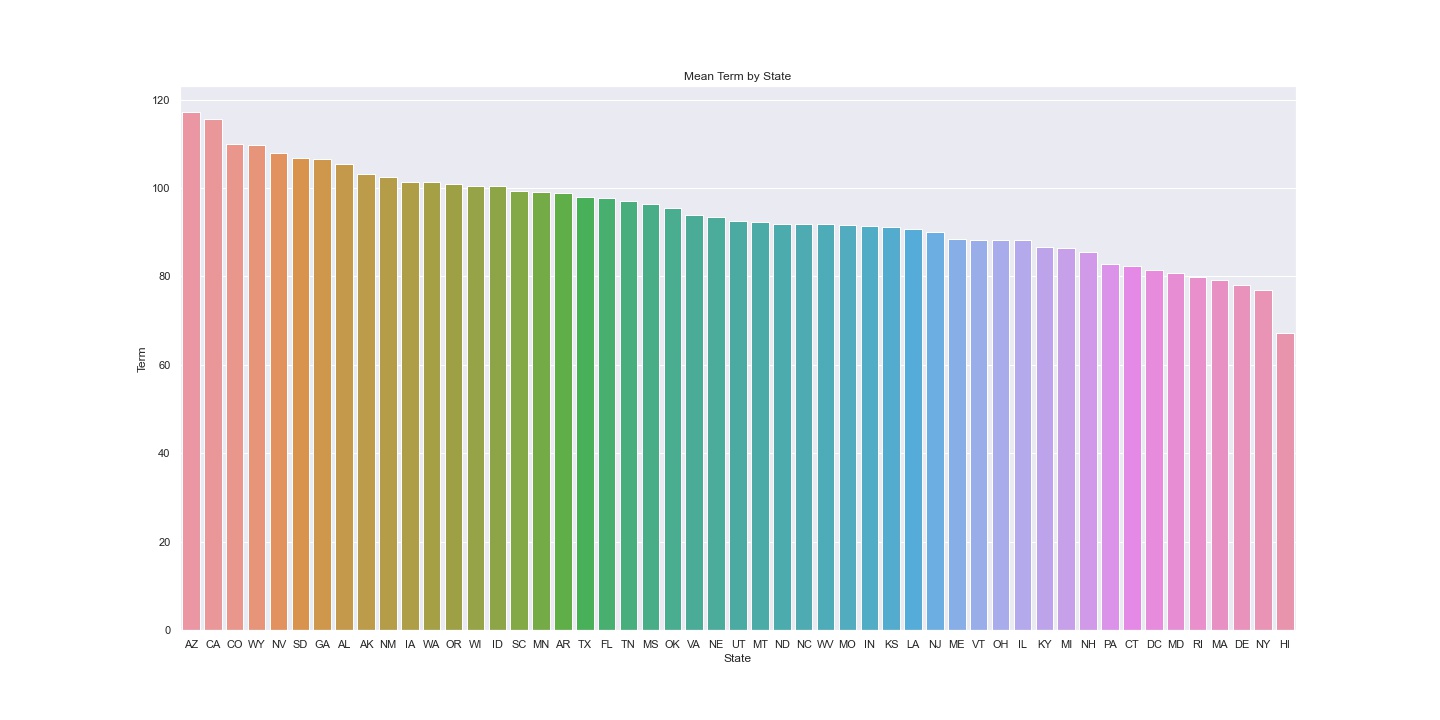 Mean Term by State
120
100
80
60
40
20
0
Term
AZ CA CO WY NV SD GA AL AK NM IA WA OR WI ID SC MN AR TX FL TN MS OK VA NE UT MT ND NC WV MO IN KS LA NJ ME VT OH IL KY MI NH PA CT DC MD RI MA DE NY HI
State